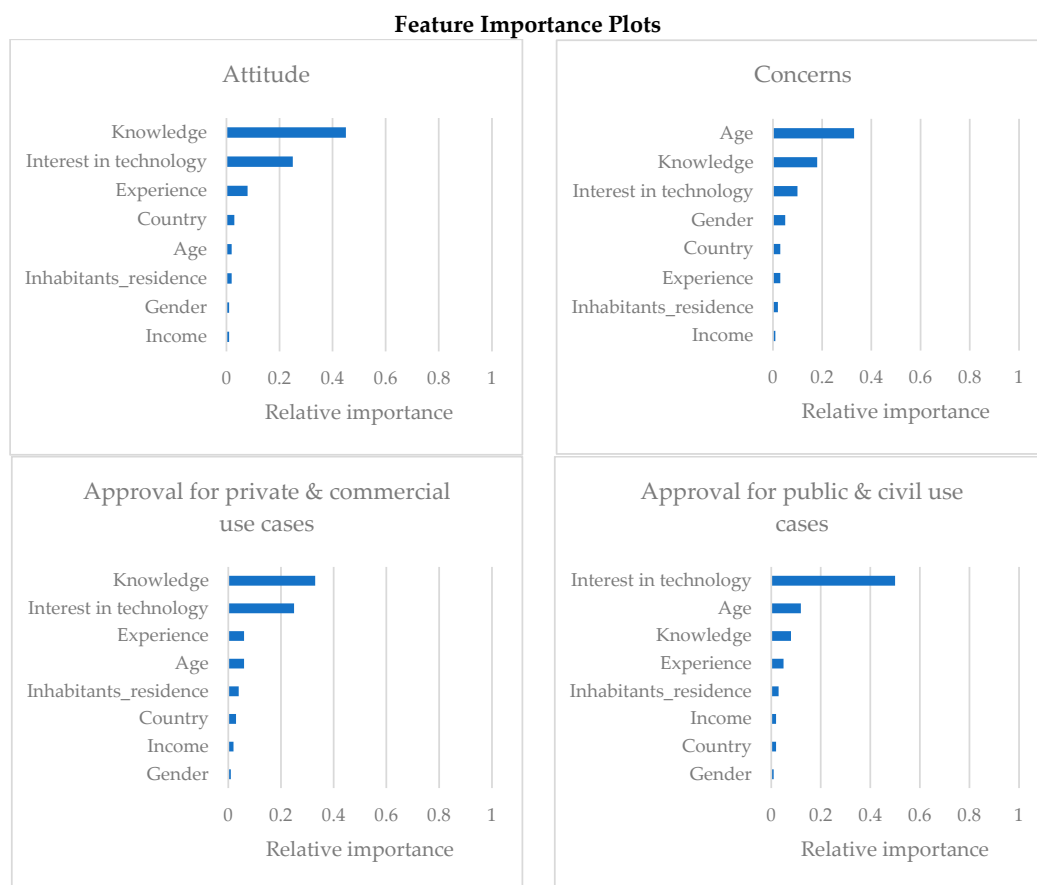 Feature Importance Plots
Attitude
Knowledge
Interest in technology
Experience
Country
Age
Inhabitants_residence
Gender
Income
0 0.2 0.4 0.6 0.8 1
Relative importance
Concerns
Age
Knowledge
Interest in technology
Gender
Country
Experience
Inhabitants_residence
Income
0 0.2 0.4 0.6 0.8 1
Relative importance
Approval for private & commercial
use cases
Knowledge
Interest in technology
Experience
Age
Inhabitants_residence
Country
Income
Gender
0 0.2 0.4 0.6 0.8 1
Relative importance
Approval for public & civil use
cases
Interest in technology
Age
Knowledge
Experience
Inhabitants_residence
Income
Country
Gender
0 0.2 0.4 0.6 0.8 1
Relative importance